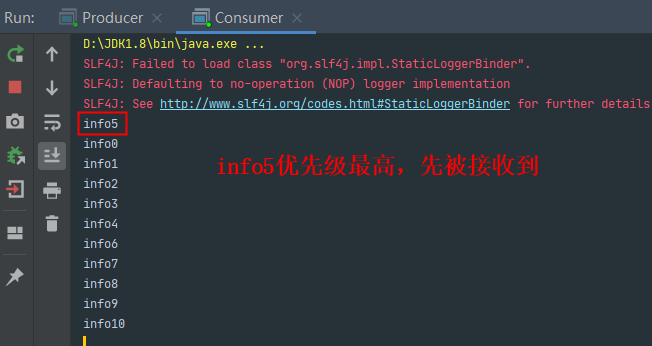 Run: Producer × Consumer ×
D:\JDK1.8\bin\java.exe ...
SLF4J: Failed to load class "org.slf4j.impl.StaticLoggerBinder".
SLF4J: Defaulting to no-operation (NOP) logger implementation
SLF4J: See http://www.slf4j.org/codes.html#StaticLoggerBinder for further details
info5
info0
info5优先级最高，先被接收到
info1
info2
info3
info4
info6
info7
info8
info9
info10